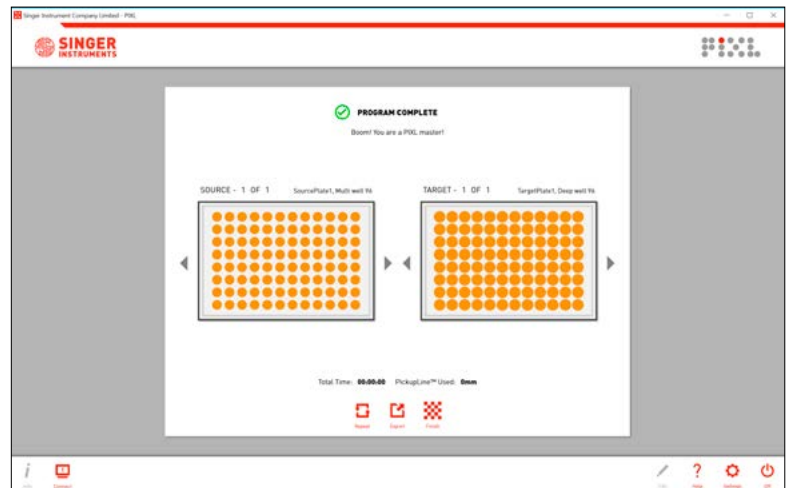 Singer Instrument Company Limited - PIXL
SINGER
INSTRUMENTS
PIXL
PROGRAM COMPLETE
Boom! You are a PIXL master!
SOURCE - 1 OF 1 SourcePlate1, Multi well 96
TARGET - 1 OF 1 TargetPlate1, Deep well 96
Total Time: 00:00:00 PickupLine™ Used: 0mm
Repeat Export Finish
Info Connect Help Settings Off